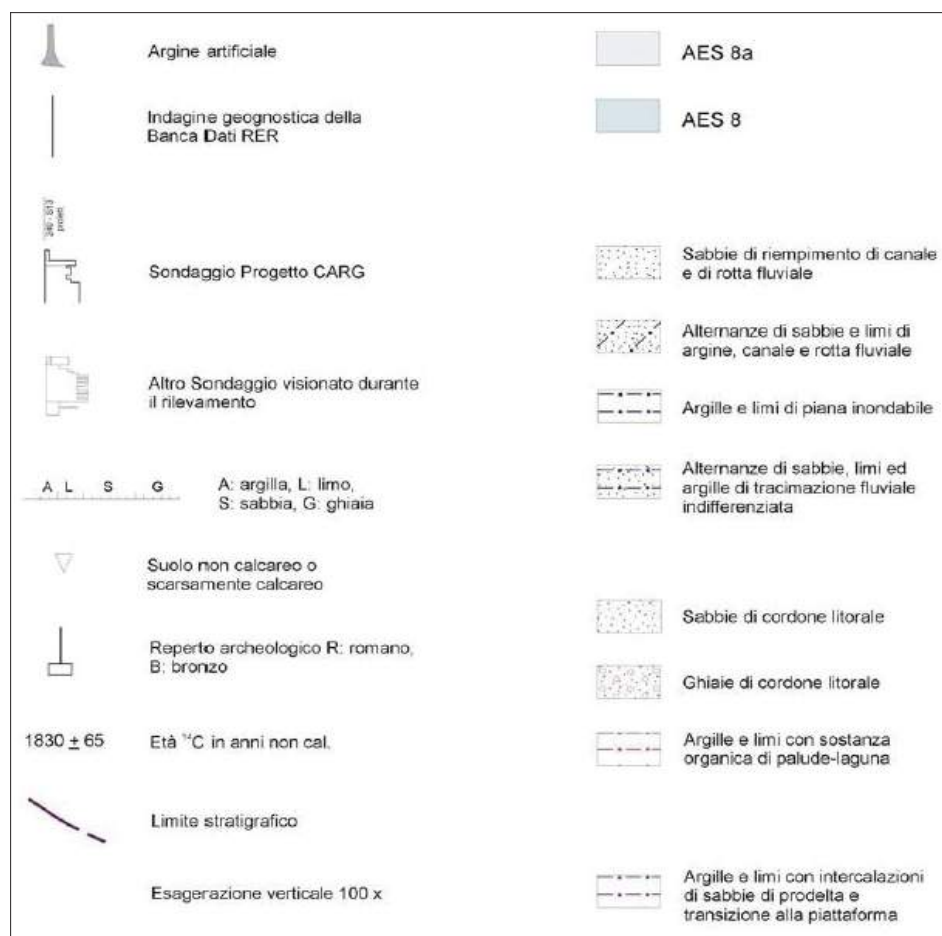 Argine artificiale
Indagine geognostica della
Banca Dati RER
240 - S13
Sondaggio Progetto CARG
Altro Sondaggio visionato durante
il rilevamento
A L S G
A: argilla, L: limo,
S: sabbia, G: ghiaia
Suolo non calcareo o
scarsamente calcareo
Reperto archeologico R: romano,
B: bronzo
1830 ± 65
Età ¹⁴C in anni non cal.
Limite stratigrafico
Esagerazione verticale 100 x
AES 8a
AES 8
Sabbie di riempimento di canale
e di rotta fluviale
Alternanze di sabbie e limi di
argine, canale e rotta fluviale
Argille e limi di piana inondabile
Alternanze di sabbie, limi ed
argille di tracimazione fluviale
indifferenziata
Sabbie di cordone litorale
Ghiaie di cordone litorale
Argille e limi con sostanza
organica di palude-laguna
Argille e limi con intercalazioni
di sabbie di prodelta e
transizione alla piattaforma